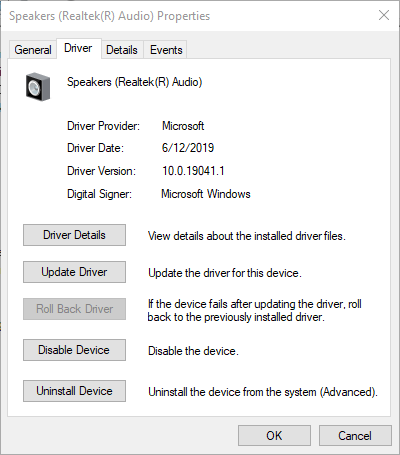 Speakers (Realtek(R) Audio) Properties
General Driver Details Events
Speakers (Realtek(R) Audio)
Driver Provider: Microsoft
Driver Date: 6/12/2019
Driver Version: 10.0.19041.1
Digital Signer: Microsoft Windows
Driver Details View details about the installed driver files.
Update Driver Update the driver for this device.
Roll Back Driver If the device fails after updating the driver, roll
back to the previously installed driver.
Disable Device Disable the device.
Uninstall Device Uninstall the device from the system (Advanced).
OK Cancel